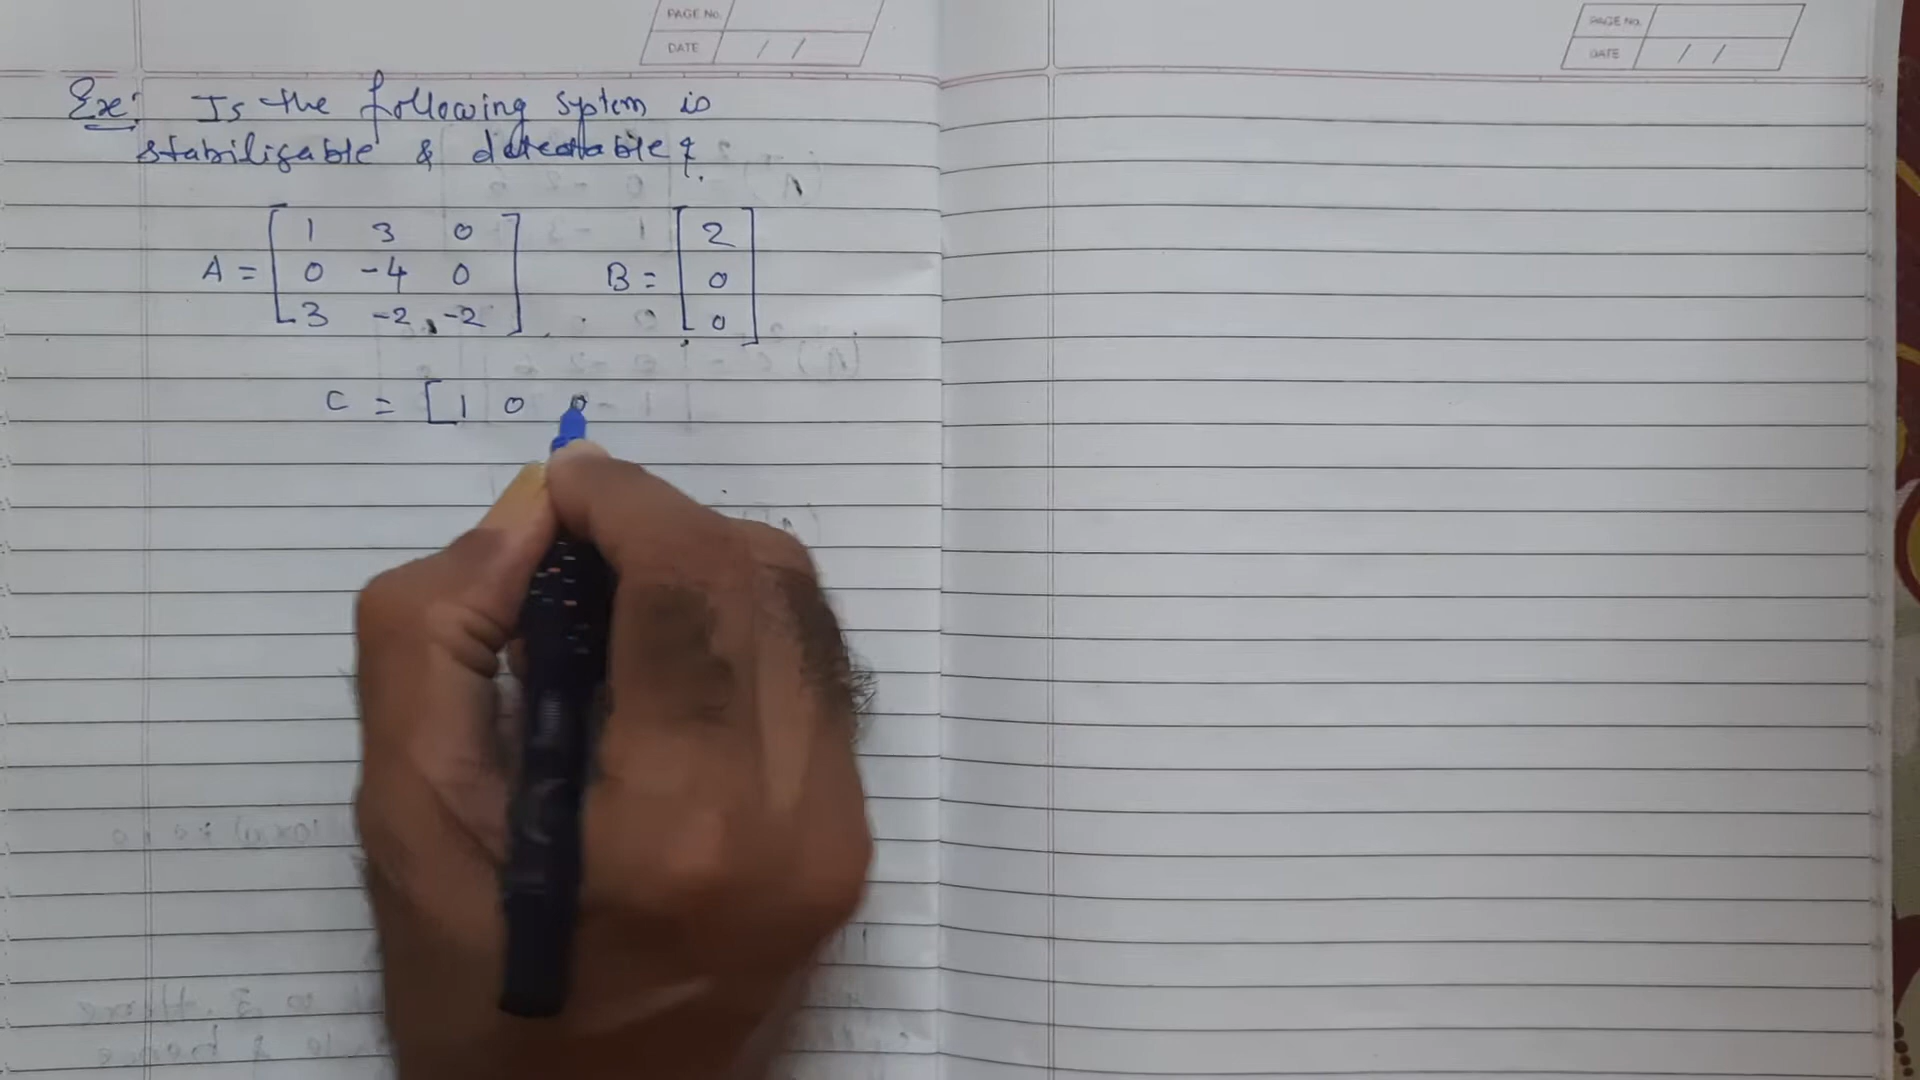 PAGE No.
DATE / /
PAGE No.
DATE / /
Ex: Is the following system is
stabilisable & detectable?
A = [ 1 3 0
0 -4 0
3 -2 -2 ]
B = [ 2
0
0 ]
C = [ 1 0 0